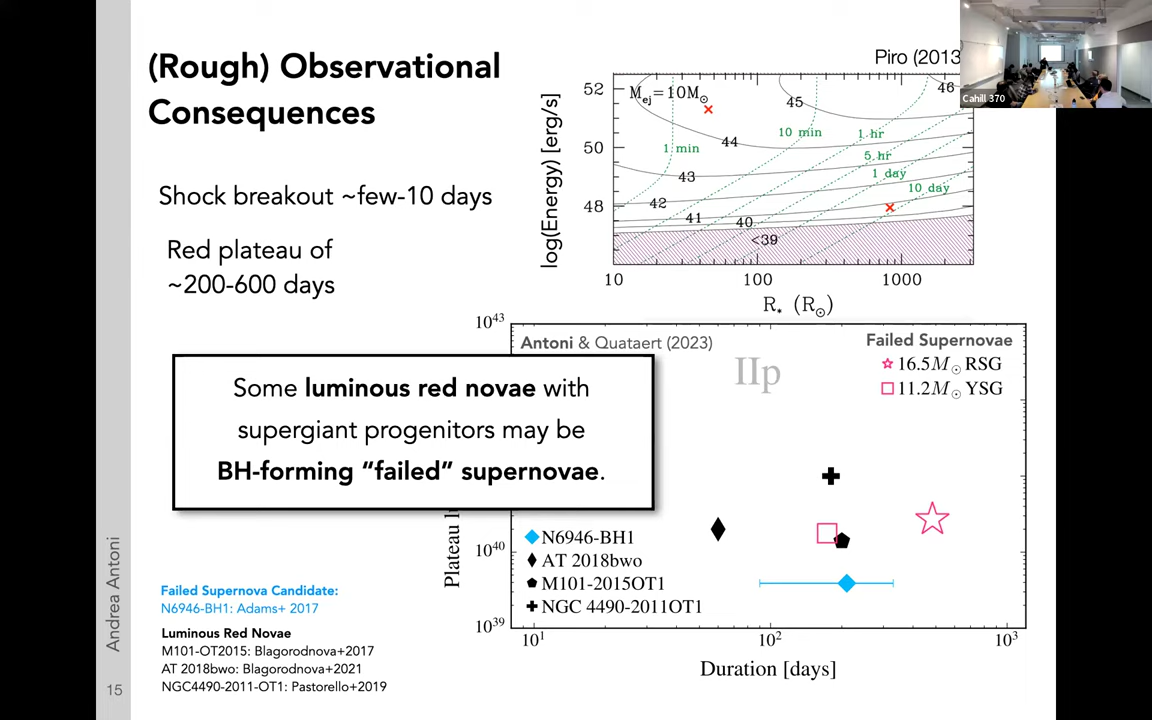 (Rough) Observational
Consequences
Shock breakout ~few-10 days
Red plateau of
~200-600 days
Some luminous red novae with
supergiant progenitors may be
BH-forming “failed” supernovae.
Failed Supernova Candidate:
N6946-BH1: Adams+ 2017
Luminous Red Novae
M101-OT2015: Blagorodnova+2017
AT 2018bwo: Blagorodnova+2021
NGC4490-2011-OT1: Pastorello+2019
Andrea Antoni
15
Piro (2013
Cahill 370
log(Energy) [erg/s]
52
50
48
M_ej=10M_⊙
46
45
44
43
42
41
40
<39
1 min
10 min
1 hr
5 hr
1 day
10 day
10
100
1000
R_* (R_⊙)
10^43
Antoni & Quataert (2023)
IIp
Failed Supernovae
16.5M_⊙ RSG
11.2M_⊙ YSG
Plateau
N6946-BH1
AT 2018bwo
M101-2015OT1
NGC 4490-2011OT1
10^40
10^39
10^1
10^2
10^3
Duration [days]